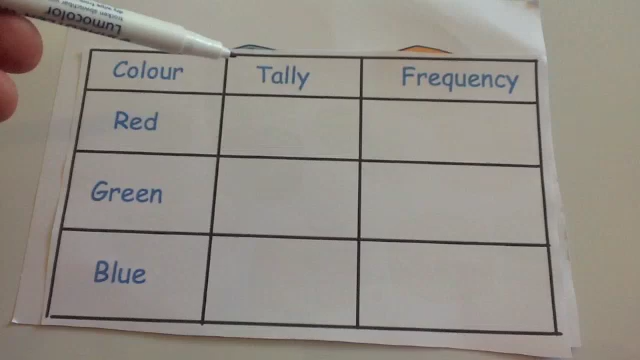 Lumocolor
Colour Tally Frequency
Red
Green
Blue